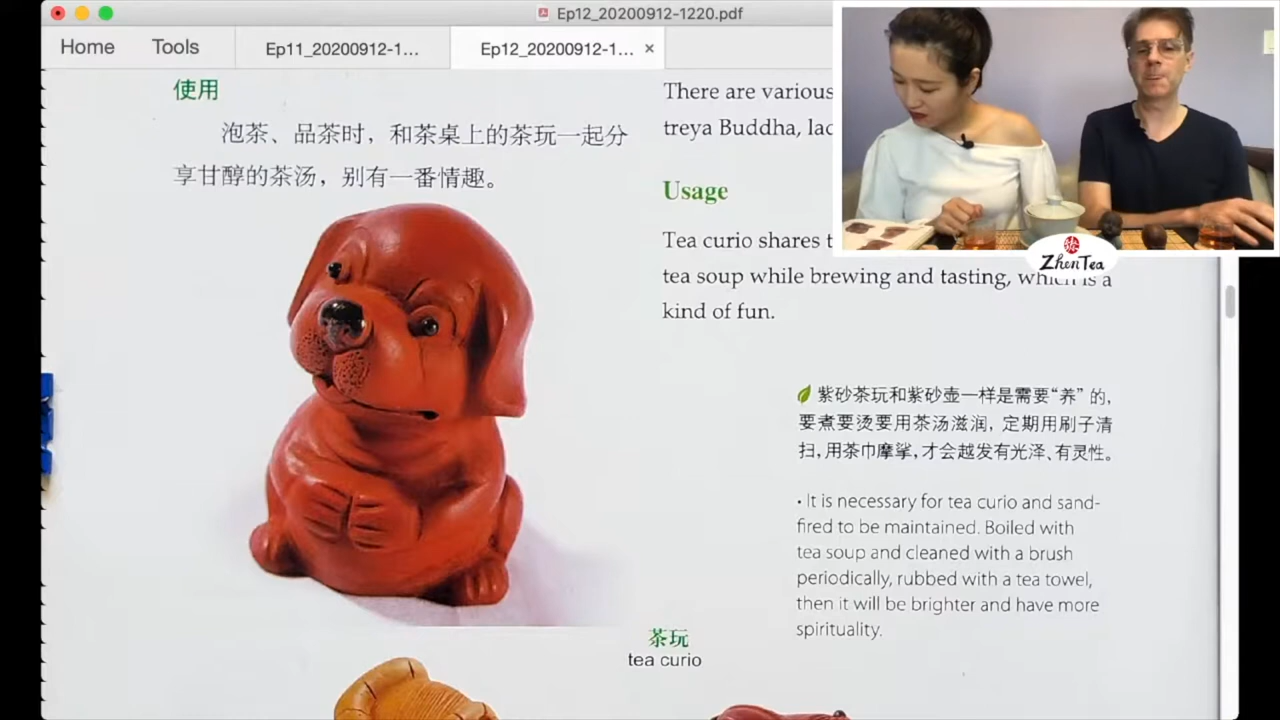 Ep12_20200912-1220.pdf
Home
Tools
Ep11_20200912-1...
Ep12_20200912-1... ×
使用
泡茶、品茶时，和茶桌上的茶玩一起分
享甘醇的茶汤，别有一番情趣。
There are various
treya Buddha, lad
Usage
Tea curio shares t
tea soup while brewing and tasting, which is a
kind of fun.
ZhenTea
紫砂茶玩和紫砂壶一样是需要“养”的，
要煮要烫要用茶汤滋润，定期用刷子清
扫，用茶巾摩挲，才会越发有光泽、有灵性。
• It is necessary for tea curio and sand-
fired to be maintained. Boiled with
tea soup and cleaned with a brush
periodically, rubbed with a tea towel,
then it will be brighter and have more
spirituality.
茶玩
tea curio